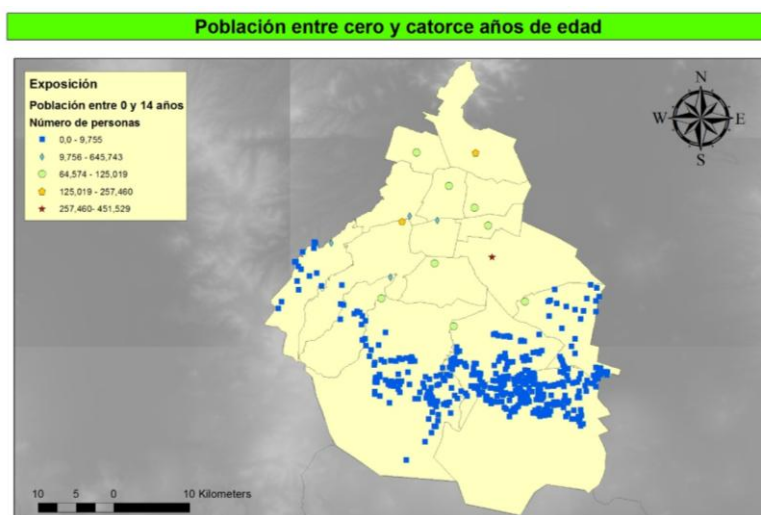 Población entre cero y catorce años de edad
Exposición
Población entre 0 y 14 años
Número de personas
0,0 - 9,755
9,756 - 645,743
64,574 - 125,019
125,019 - 257,460
257,460- 451,529
N
W E
S
10 5 0 10 Kilometers